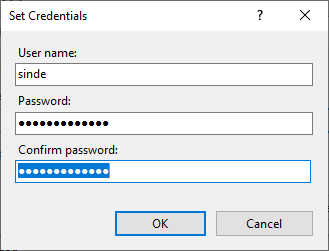 Set Credentials
User name:
sinde
Password:
●●●●●●●●●●●●●
Confirm password:
●●●●●●●●●●●●●
OK Cancel